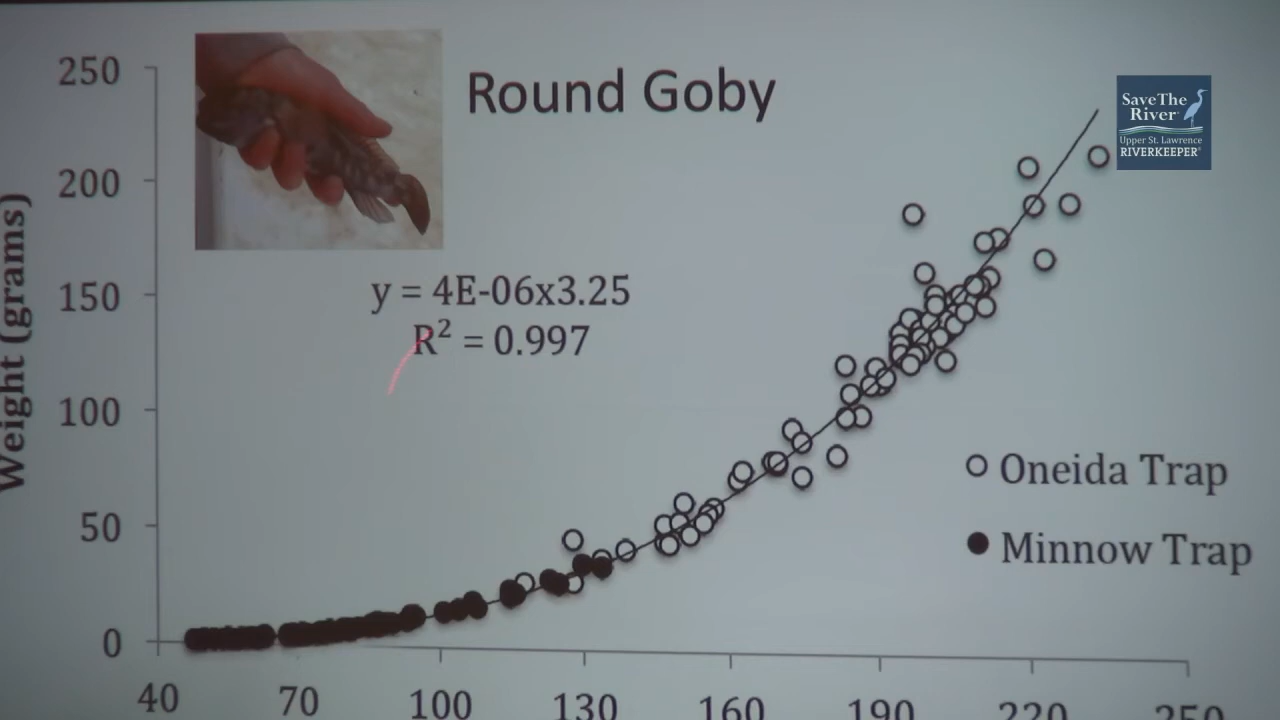 Round Goby
Save The
River
Upper St. Lawrence
RIVERKEEPER®
y = 4E-06x3.25
R² = 0.997
Weight (grams)
250
200
150
100
50
0
Oneida Trap
Minnow Trap
40 70 100 130 160 190 220 250